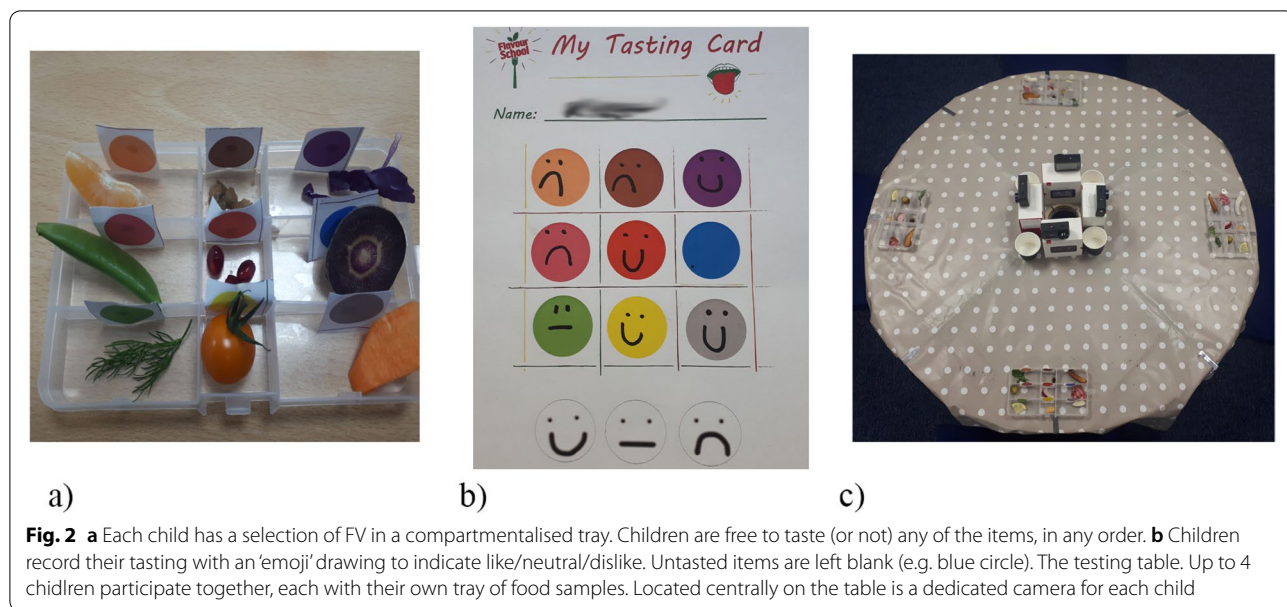 Flavour
School
My Tasting Card
Name:
a)
b)
c)
Fig. 2 a Each child has a selection of FV in a compartmentalised tray. Children are free to taste (or not) any of the items, in any order. b Children
record their tasting with an 'emoji' drawing to indicate like/neutral/dislike. Untasted items are left blank (e.g. blue circle). The testing table. Up to 4
chidlren participate together, each with their own tray of food samples. Located centrally on the table is a dedicated camera for each child